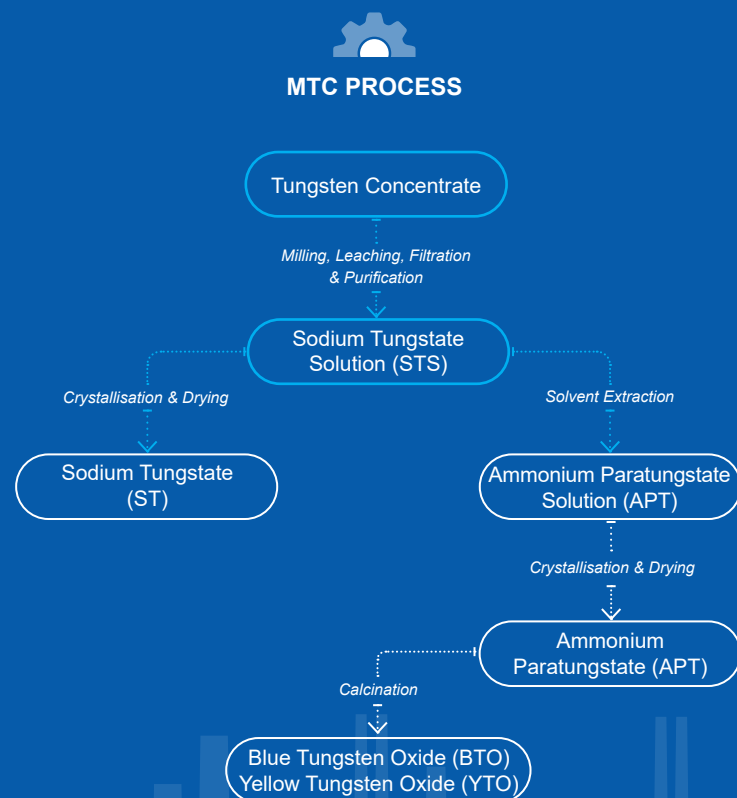 MTC PROCESS
Tungsten Concentrate
Milling, Leaching, Filtration
& Purification
Sodium Tungstate
Solution (STS)
Crystallisation & Drying
Solvent Extraction
Sodium Tungstate
(ST)
Ammonium Paratungstate
Solution (APT)
Crystallisation & Drying
Ammonium
Paratungstate (APT)
Calcination
Blue Tungsten Oxide (BTO)
Yellow Tungsten Oxide (YTO)